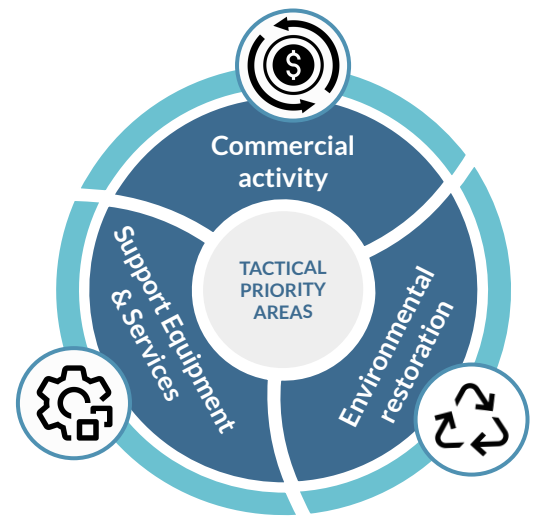 $
Commercial
activity
TACTICAL
PRIORITY
AREAS
Support Equipment
& Services
Environmental
restoration